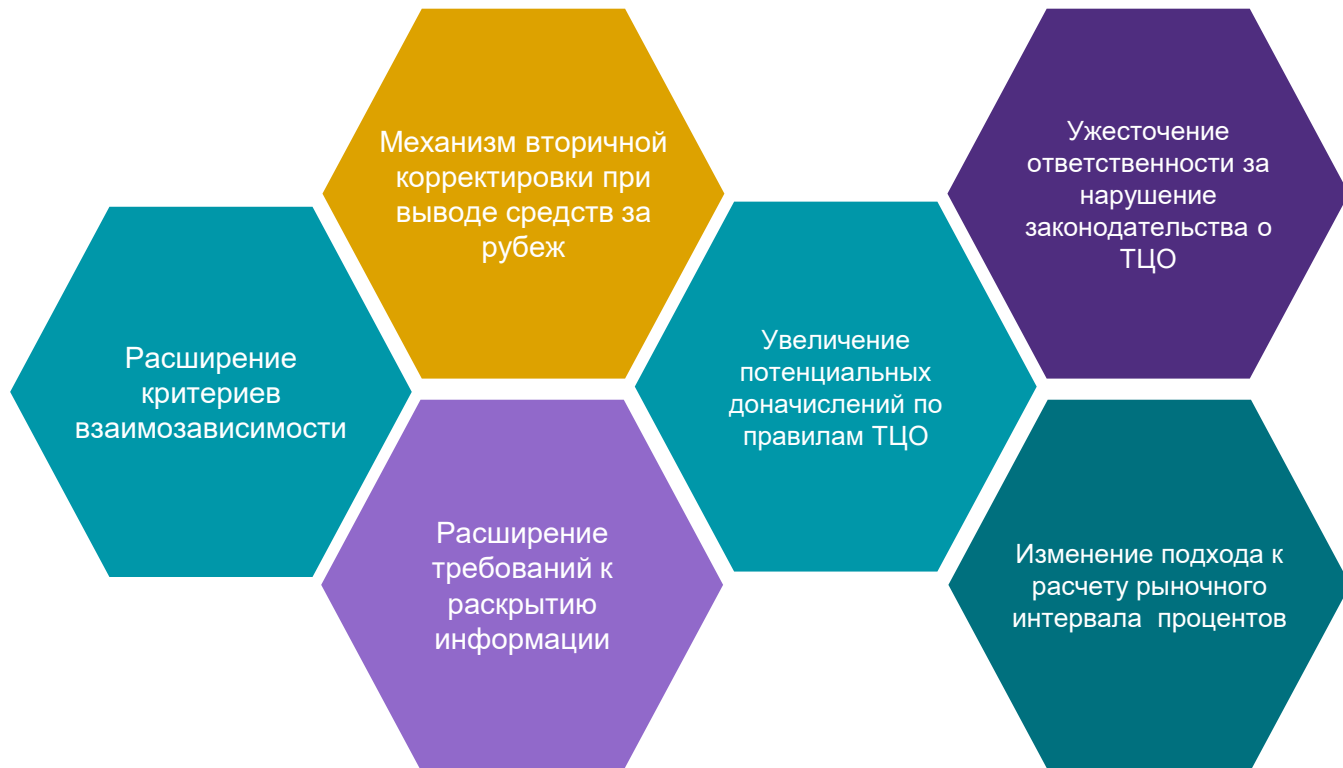 Механизм вторичной
корректировки при
выводе средств за
рубеж
Ужесточение
ответственности за
нарушение
законодательства о
ТЦО
Расширение
критериев
взаимозависимости
Увеличение
потенциальных
доначислений по
правилам ТЦО
Расширение
требований к
раскрытию
информации
Изменение подхода к
расчету рыночного
интервала процентов